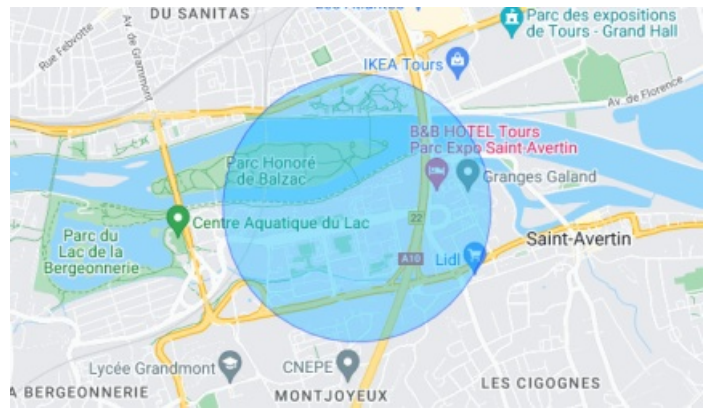 DU SANITAS
Parc des expositions
de Tours - Grand Hall
Rue Febvotte
Av. de Grammont
IKEA Tours
Av. de Florence
B&B HOTEL Tours
Parc Expo Saint-Avertin
Parc Honoré
de Balzac
Granges Galand
Centre Aquatique du Lac
22
Parc du
Lac de la
Bergeonnerie
Saint-Avertin
A10
Lidl
Lycée Grandmont
CNEPE
A BERGEONNERIE
MONTJOYEUX
LES CIGOGNES